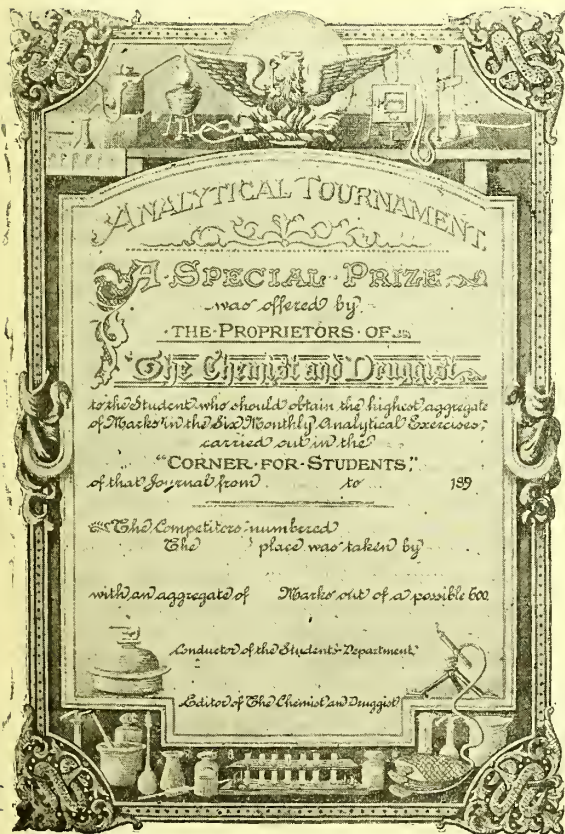 ANALYTICAL TOURNAMENT.
A SPECIAL PRIZE
was offered by
THE PROPRIETORS OF
The Chemist and Druggist
to the Student who should obtain the highest aggregate
of Marks in the Six Monthly Analytical Exercises,
carried out in the
"CORNER FOR STUDENTS,"
of that Journal from to 189
The Competitors numbered
The place was taken by
with an aggregate of Marks out of a possible 600.
Conductor of the Students' Department,
Editor of The Chemist and Druggist